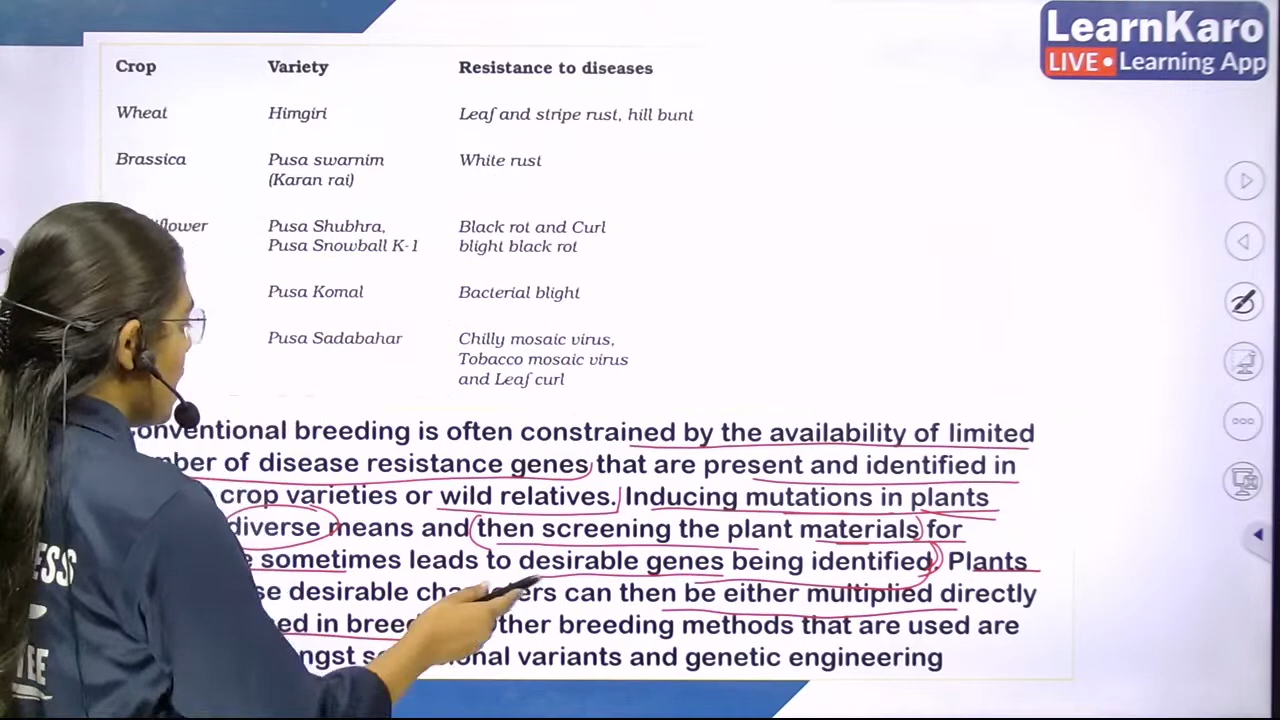 LearnKaro
LIVE • Learning App
Crop Variety Resistance to diseases
Wheat Himgiri Leaf and stripe rust, hill bunt
Brassica Pusa swarnim White rust
(Karan rai)
flower Pusa Shubhra, Black rot and Curl
Pusa Snowball K-1 blight black rot
Pusa Komal Bacterial blight
Pusa Sadabahar Chilly mosaic virus,
Tobacco mosaic virus
and Leaf curl
onventional breeding is often constrained by the availability of limited
mber of disease resistance genes that are present and identified in
crop varieties or wild relatives. Inducing mutations in plants
diverse means and then screening the plant materials for
sometimes leads to desirable genes being identified. Plants
se desirable cha ers can then be either multiplied directly
ed in breed ther breeding methods that are used are
ngst s onal variants and genetic engineering
ESS
TEE